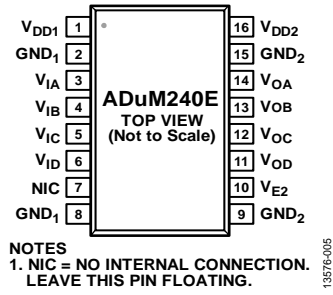 VDD1 1 16 VDD2
GND1 2 15 GND2
VIA 3 14 VOA
VIB 4 ADuM240E 13 VOB
VIC 5 TOP VIEW (Not to Scale) 12 VOC
VID 6 11 VOD
NIC 7 10 VE2
GND1 8 9 GND2
NOTES
1. NIC = NO INTERNAL CONNECTION.
LEAVE THIS PIN FLOATING.
13576-005